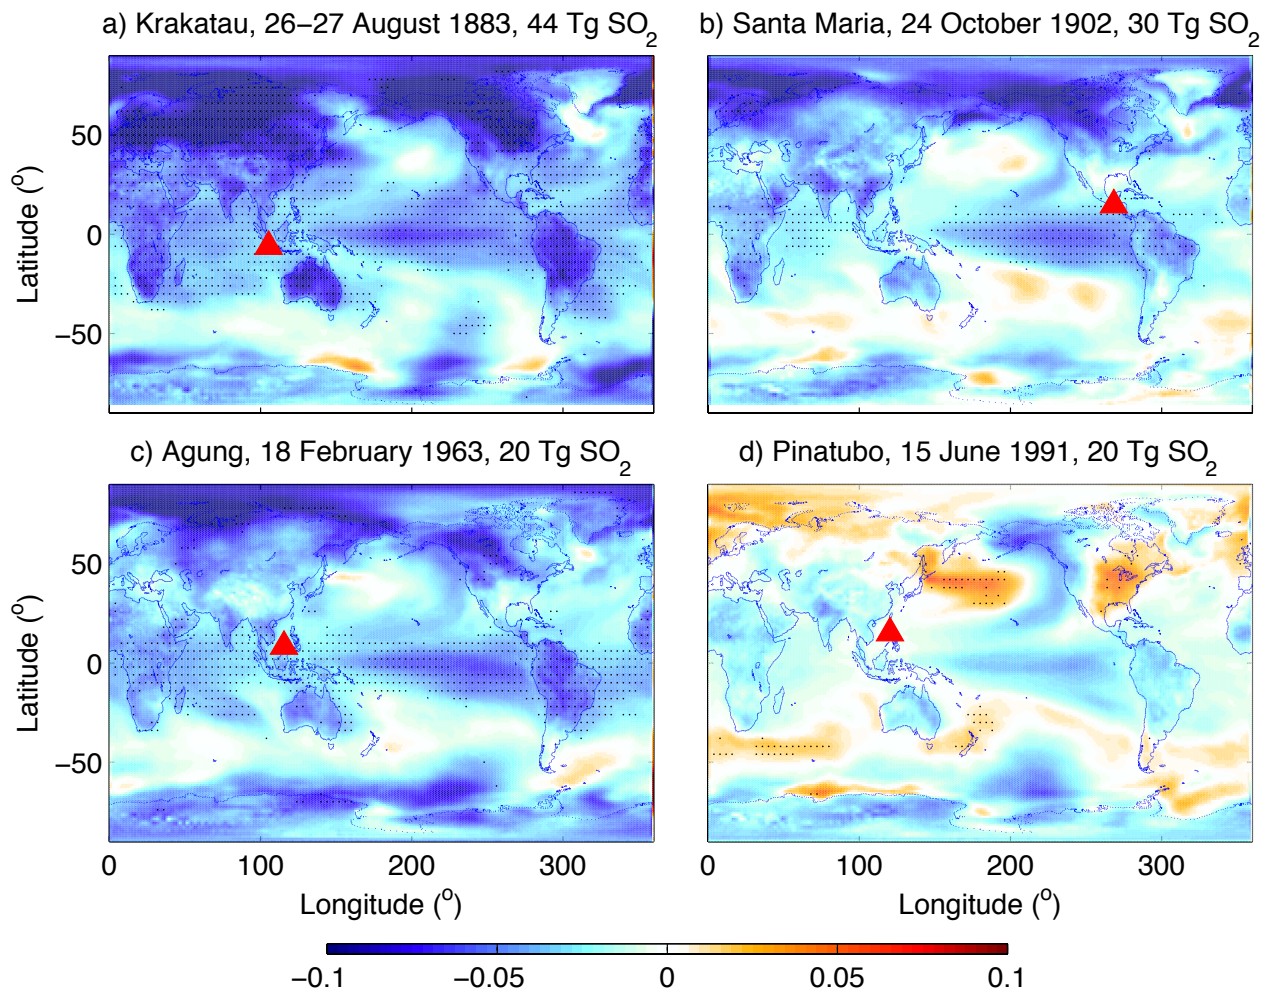 a) Krakatau, 26−27 August 1883, 44 Tg SO2
b) Santa Maria, 24 October 1902, 30 Tg SO2
Latitude (o)
50
0
−50
c) Agung, 18 February 1963, 20 Tg SO2
d) Pinatubo, 15 June 1991, 20 Tg SO2
Latitude (o)
50
0
−50
0 100 200 300
0 100 200 300
Longitude (o)
Longitude (o)
−0.1 −0.05 0 0.05 0.1